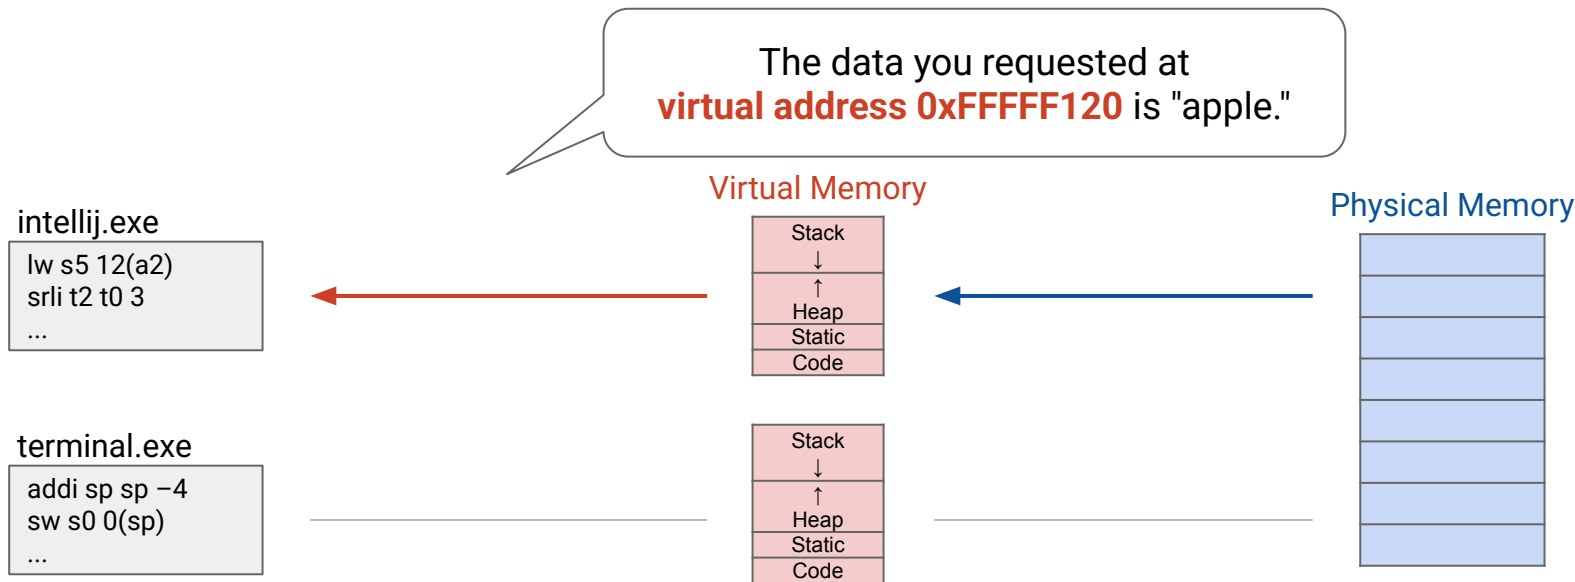 The data you requested at
virtual address 0xFFFFF120 is "apple."
Virtual Memory
Physical Memory
intellij.exe
lw s5 12(a2)
srli t2 t0 3
...
Stack
↓
↑
Heap
Static
Code
terminal.exe
addi sp sp −4
sw s0 0(sp)
...
Stack
↓
↑
Heap
Static
Code